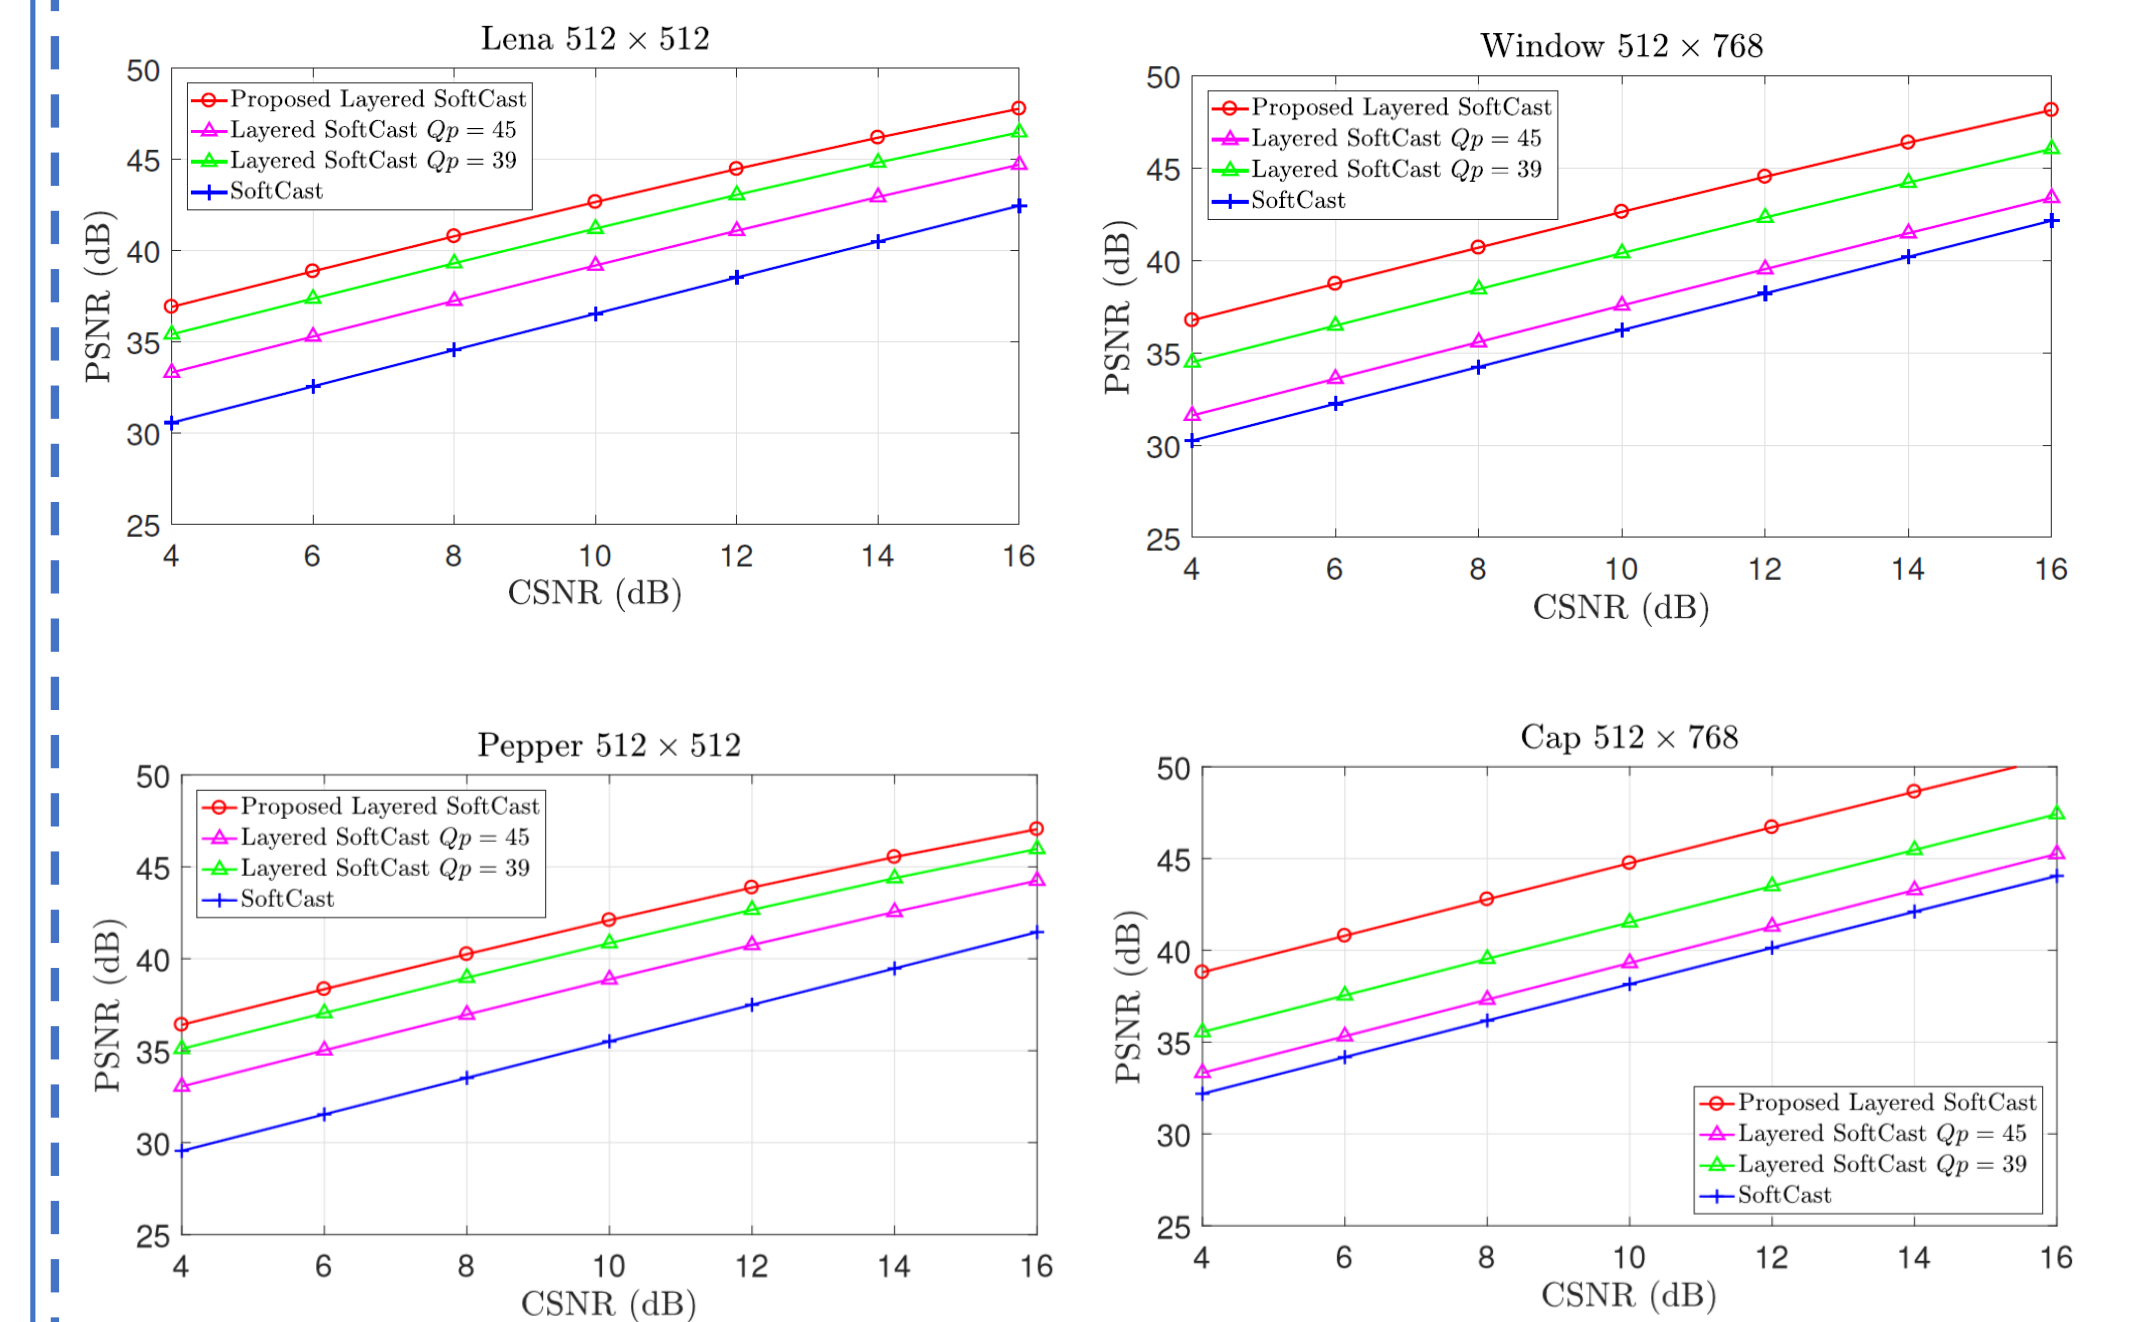 Lena 512 × 512
50
45
40
35
30
25
PSNR (dB)
Proposed Layered SoftCast
Layered SoftCast Qp = 45
Layered SoftCast Qp = 39
SoftCast
4 6 8 10 12 14 16
CSNR (dB)
Window 512 × 768
50
45
40
35
30
25
PSNR (dB)
Proposed Layered SoftCast
Layered SoftCast Qp = 45
Layered SoftCast Qp = 39
SoftCast
4 6 8 10 12 14 16
CSNR (dB)
Pepper 512 × 512
50
45
40
35
30
25
PSNR (dB)
Proposed Layered SoftCast
Layered SoftCast Qp = 45
Layered SoftCast Qp = 39
SoftCast
4 6 8 10 12 14 16
CSNR (dB)
Cap 512 × 768
50
45
40
35
30
25
PSNR (dB)
Proposed Layered SoftCast
Layered SoftCast Qp = 45
Layered SoftCast Qp = 39
SoftCast
4 6 8 10 12 14 16
CSNR (dB)